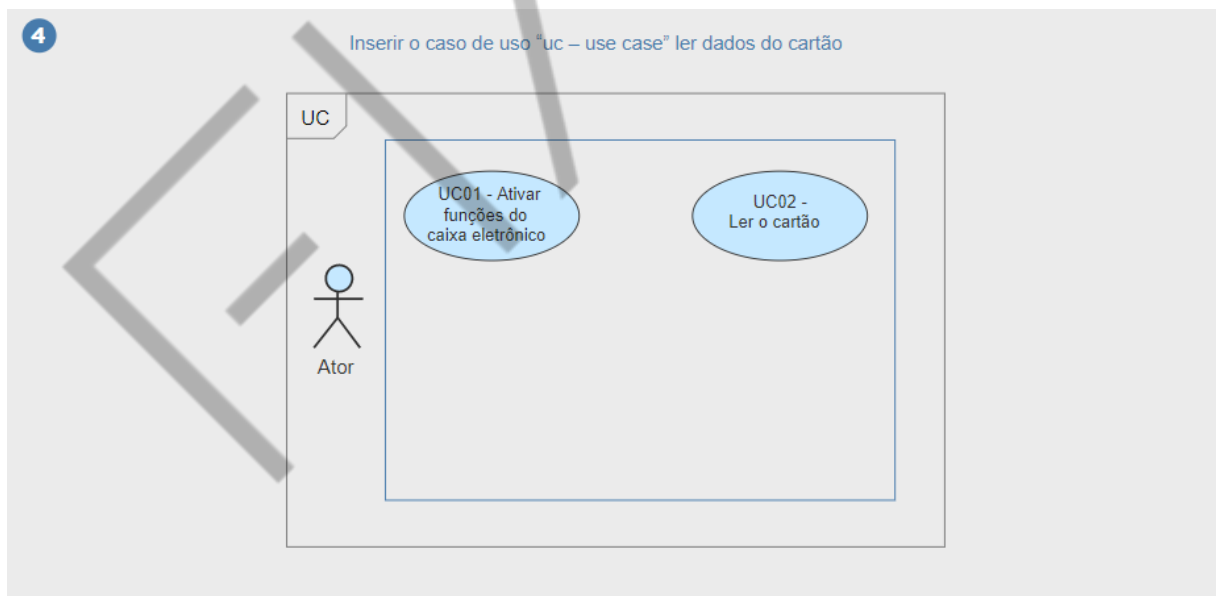 4
Inserir o caso de uso “uc – use case” ler dados do cartão
UC
UC01 - Ativar
funções do
caixa eletrônico
UC02 -
Ler o cartão
Ator